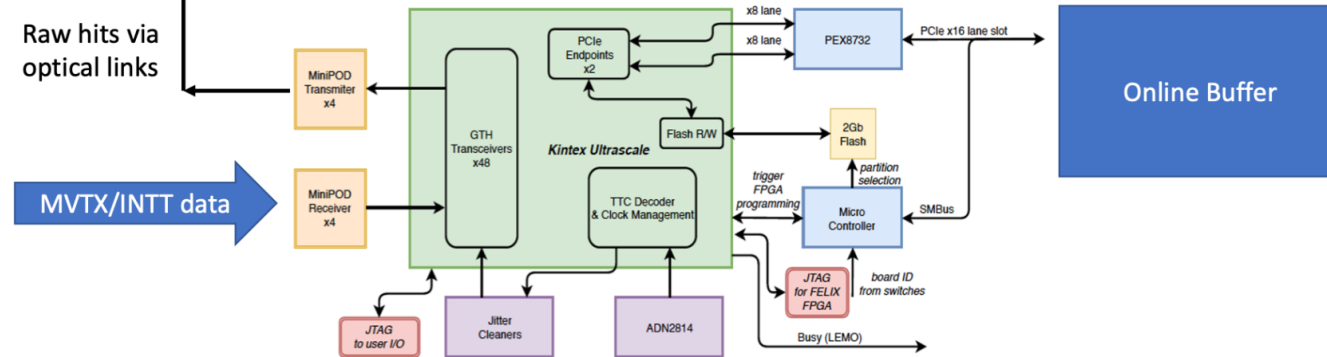 Raw hits via
optical links
MiniPOD
Transmiter
x4
MVTX/INTT data
MiniPOD
Receiver
x4
GTH
Transceivers
x48
PCIe
Endpoints
x2
Flash R/W
Kintex Ultrascale
TTC Decoder
& Clock Management
x8 lane
x8 lane
PEX8732
PCIe x16 lane slot
Online Buffer
2Gb
Flash
partition
selection
trigger
FPGA
programming
Micro
Controller
SMBus
JTAG
for FELIX
FPGA
board ID
from switches
JTAG
to user I/O
Jitter
Cleaners
ADN2814
Busy (LEMO)